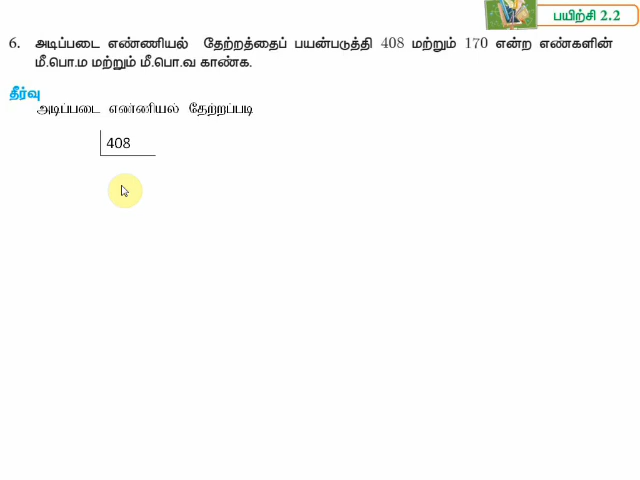 பயிற்சி 2.2
6. அடிப்படை எண்ணியல் தேற்றத்தைப் பயன்படுத்தி 408 மற்றும் 170 என்ற எண்களின்
மீ.பொ.ம மற்றும் மீ.பொ.வ காண்க.
தீர்வு
அடிப்படை எண்ணியல் தேற்றப்படி
408